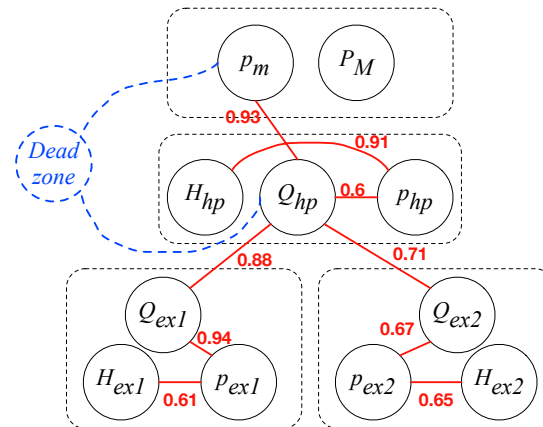 p_m
P_M
0.93
0.91
Dead
zone
H_hp
Q_hp
0.6
p_hp
0.88
0.71
Q_ex1
Q_ex2
0.94
0.67
H_ex1
p_ex1
p_ex2
H_ex2
0.61
0.65